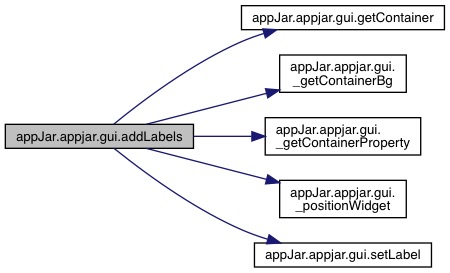 appJar.appjar.gui.getContainer
appJar.appjar.gui.
_getContainerBg
appJar.appjar.gui.addLabels
appJar.appjar.gui.
_getContainerProperty
appJar.appjar.gui.
_positionWidget
appJar.appjar.gui.setLabel